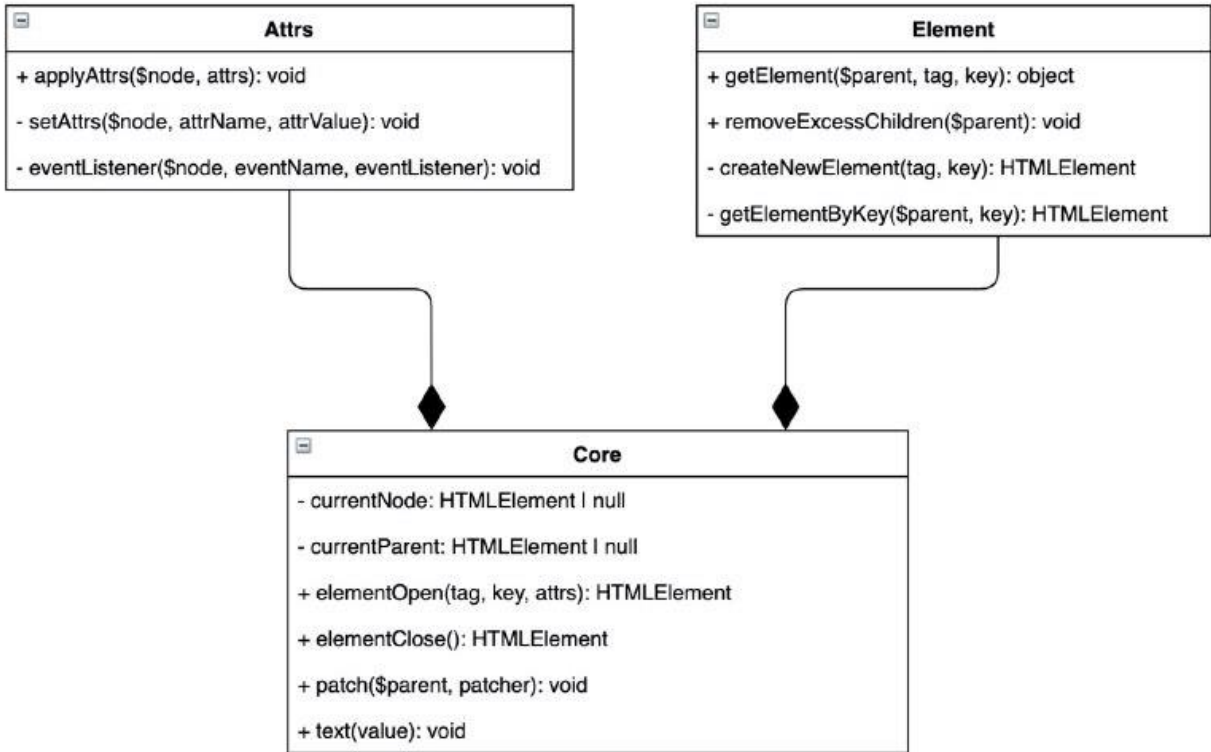 Attrs
+ applyAttrs($node, attrs): void
- setAttrs($node, attrName, attrValue): void
- eventListener($node, eventName, eventListener): void
Element
+ getElement($parent, tag, key): object
+ removeExcessChildren($parent): void
- createNewElement(tag, key): HTMLElement
- getElementByKey($parent, key): HTMLElement
Core
- currentNode: HTMLElement | null
- currentParent: HTMLElement | null
+ elementOpen(tag, key, attrs): HTMLElement
+ elementClose(): HTMLElement
+ patch($parent, patcher): void
+ text(value): void